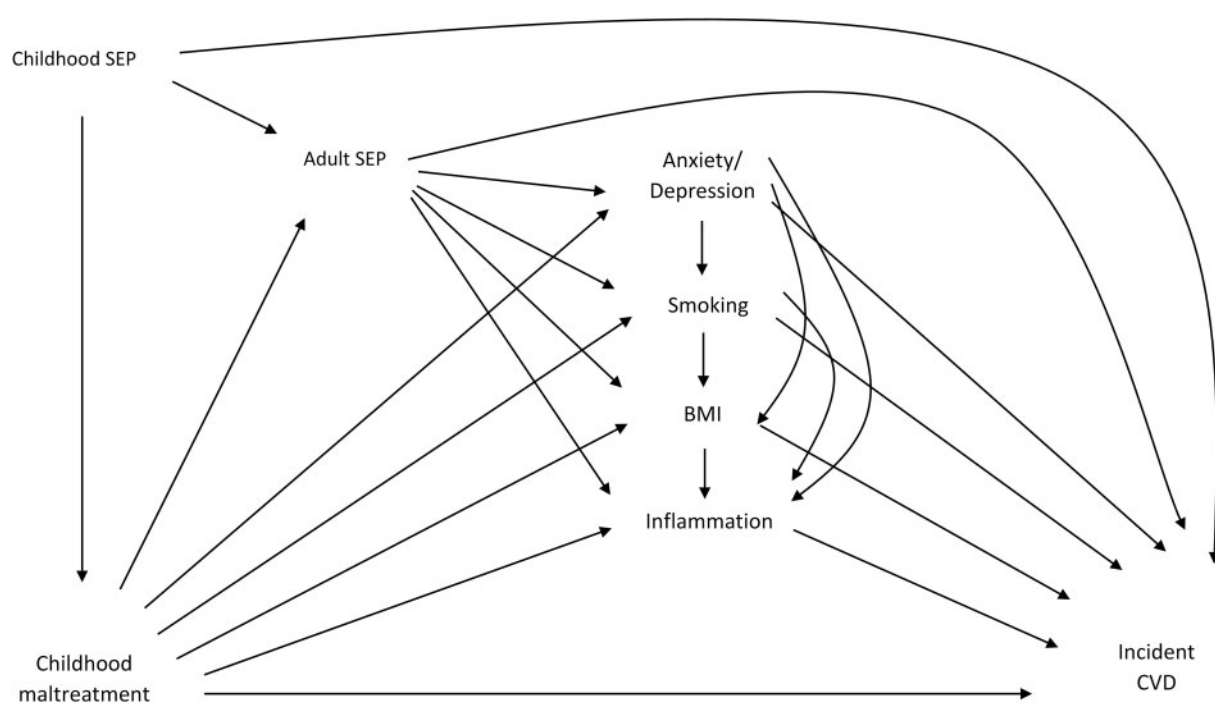 Childhood SEP
Adult SEP
Anxiety/
Depression
Smoking
BMI
Inflammation
Childhood
maltreatment
Incident
CVD